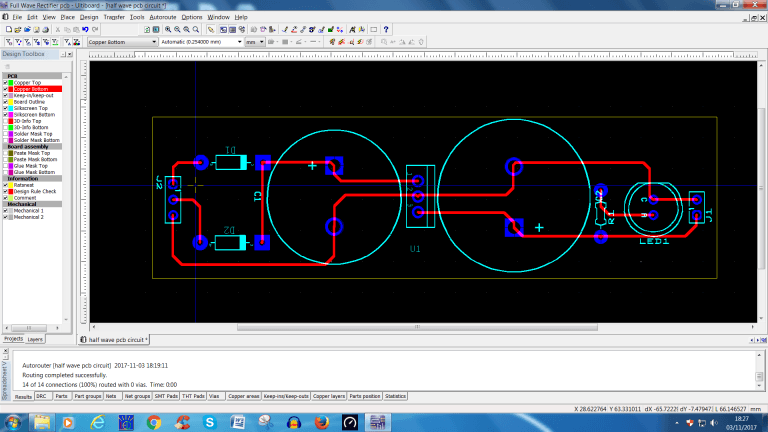 Full Wave Rectifier pcb - Ultiboard - [half wave pcb circuit *]
File Edit View Place Design Transfer Tools Autoroute Options Window Help
Copper Bottom Automatic (0.254000 mm) mm
Design Toolbox
PCB
Copper Top
Copper Bottom
Keep-in/keep-out
Board Outline
Silkscreen Top
Silkscreen Bottom
3D-Info Top
3D-Info Bottom
Solder Mask Top
Solder Mask Bottom
Board assembly
Paste Mask Top
Paste Mask Bottom
Glue Mask Top
Glue Mask Bottom
Information
Ratsnest
Design Rule Check
Comment
Mechanical
Mechanical 1
Mechanical 2
D1
J2
C1
D2
U1
C2
R1
C
A
LED1
J1
Projects Layers
half wave pcb circuit *
Spreadsheet V
Autorouter [half wave pcb circuit] 2017-11-03 18:19:11
Routing completed successfully.
14 of 14 connections (100%) routed with 0 vias. Time: 0:00
Results DRC Parts Part groups Nets Net groups SMT Pads THT Pads Vias Copper areas Keep-ins/Keep-outs Copper layers Parts position Statistics
X 28.622764 Y 63.331011 dX -65.7222 dY -7.47947 L 66.146527 mm
18:27
03/11/2017